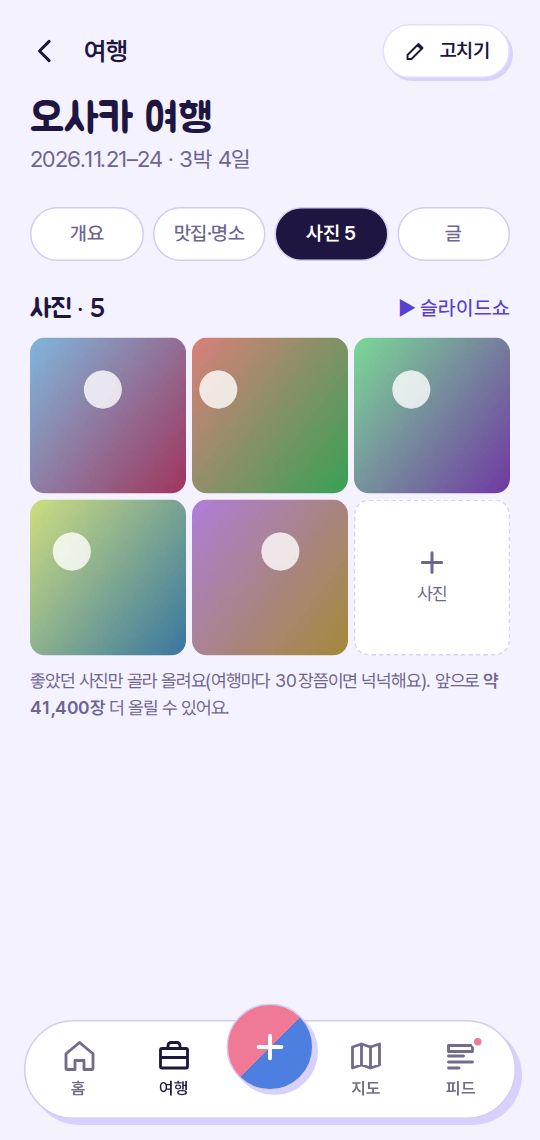 여행
고치기
오사카 여행
2026.11.21–24 · 3박 4일
개요
맛집·명소
사진 5
글
사진 · 5
▶ 슬라이드쇼
사진
좋았던 사진만 골라 올려요(여행마다 30장쯤이면 넉넉해요). 앞으로 약
41,400장 더 올릴 수 있어요.
홈
여행
지도
피드